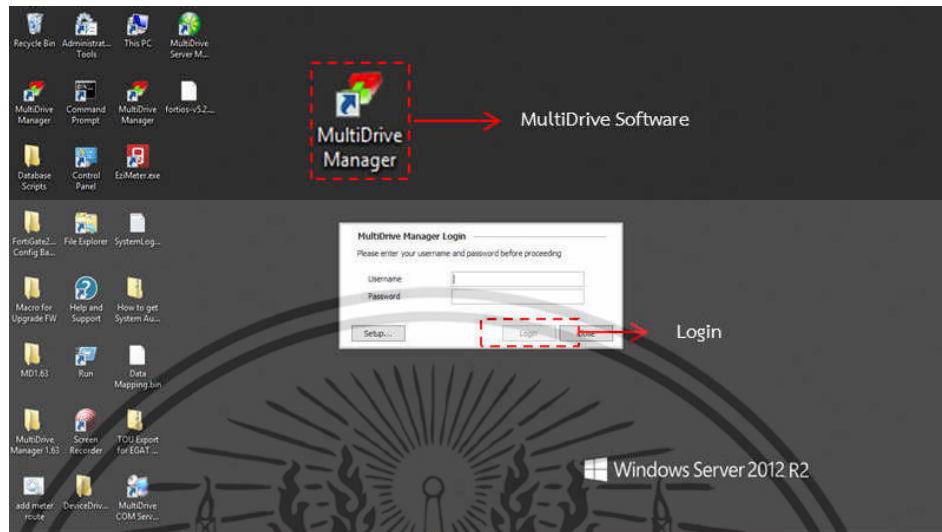 Recycle Bin
Administrat...
Tools
This PC
MultiDrive
Server M...
MultiDrive
Manager
Command
Prompt
MultiDrive
Manager
fortios-v5.2....
MultiDrive
Manager
MultiDrive Software
Database
Scripts
Control
Panel
EziMeter.exe
FortiGate2...
Config Ba...
File Explorer
SystemLog...
MultiDrive Manager Login
Please enter your username and password before proceeding
Username
Password
Setup...
Login
Close
Login
Macro for
Upgrade FW
Help and
Support
How to get
System Au...
MD1.63
Run
Data
Mapping.bin
MultiDrive
Manager 1.63
Screen
Recorder
TOU Export
for EGAT ...
Windows Server 2012 R2
add meter
route
DeviceDriv...
MultiDrive
COM Serv...